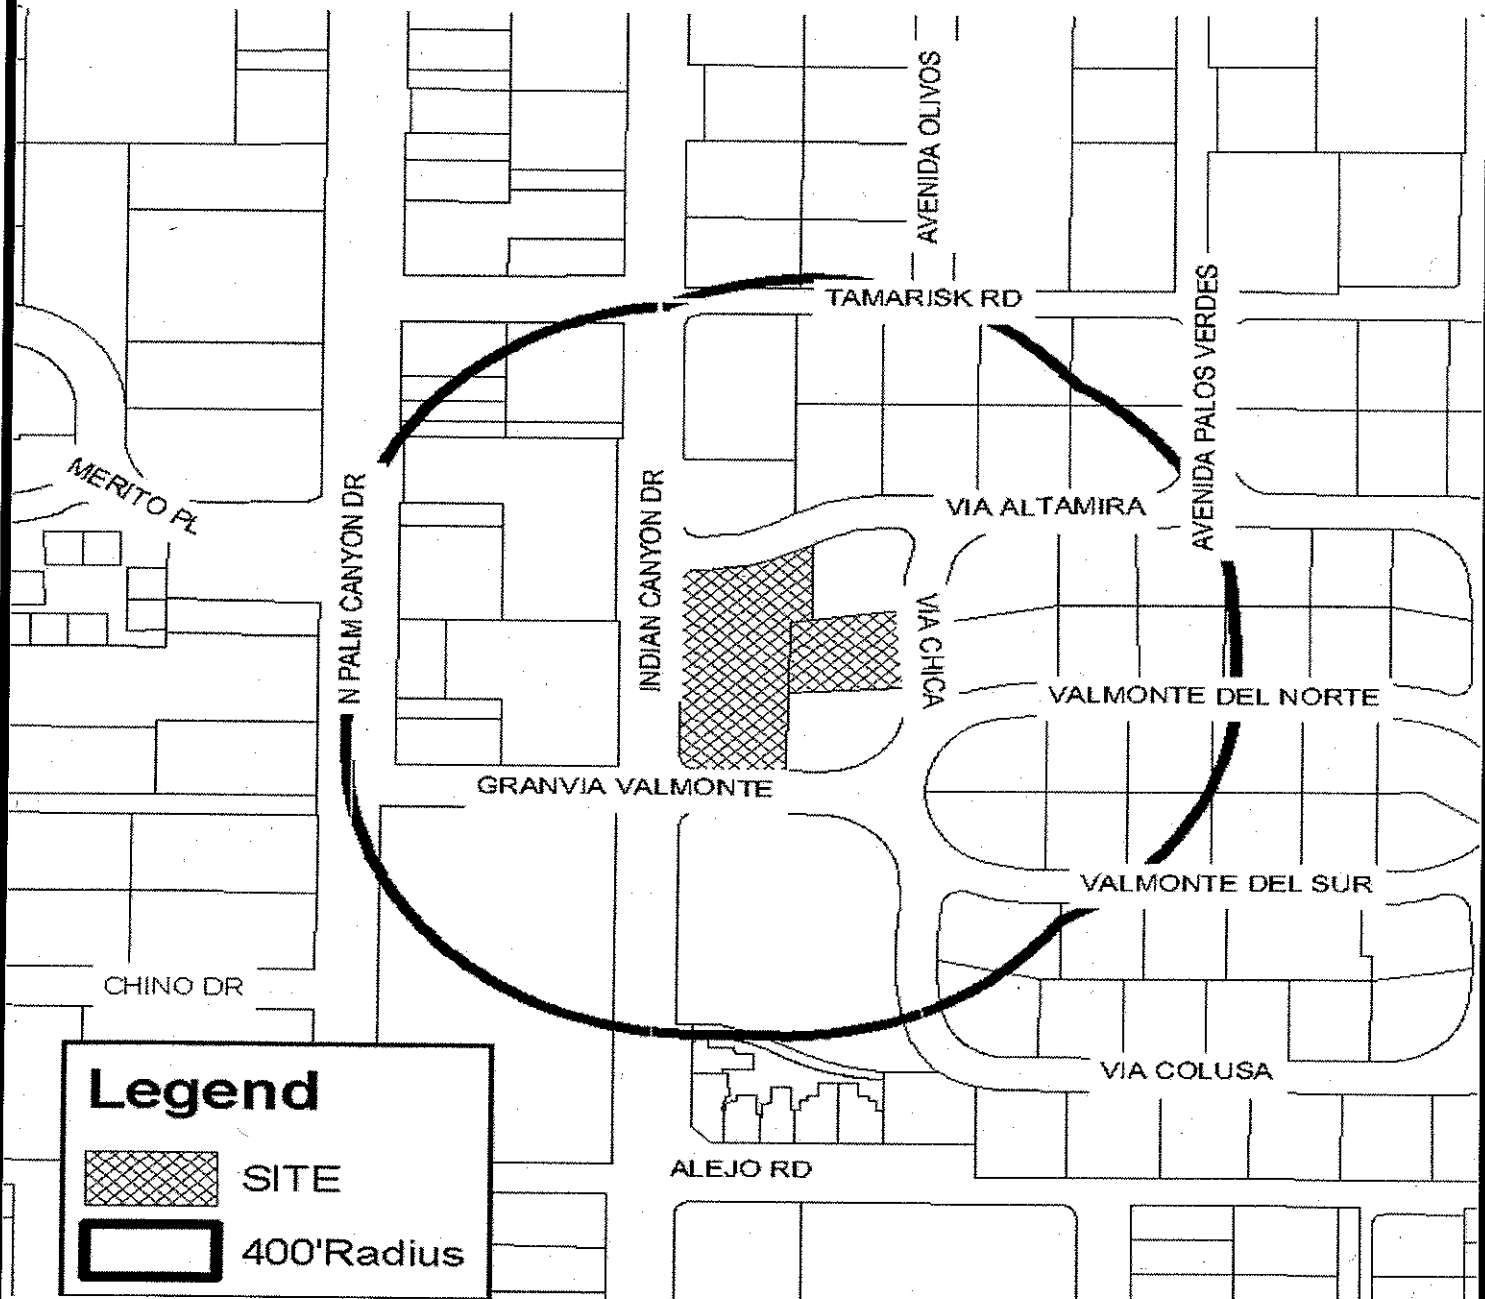 AVENIDA OLIVOS
TAMARISK RD
AVENIDA PALOS VERDES
MERITO PL
N PALM CANYON DR
INDIAN CANYON DR
VIA ALTAMIRA
VIA CHICA
VALMONTE DEL NORTE
GRANVIA VALMONTE
VALMONTE DEL SUR
CHINO DR
VIA COLUSA
ALEJO RD
Legend
SITE
400'Radius